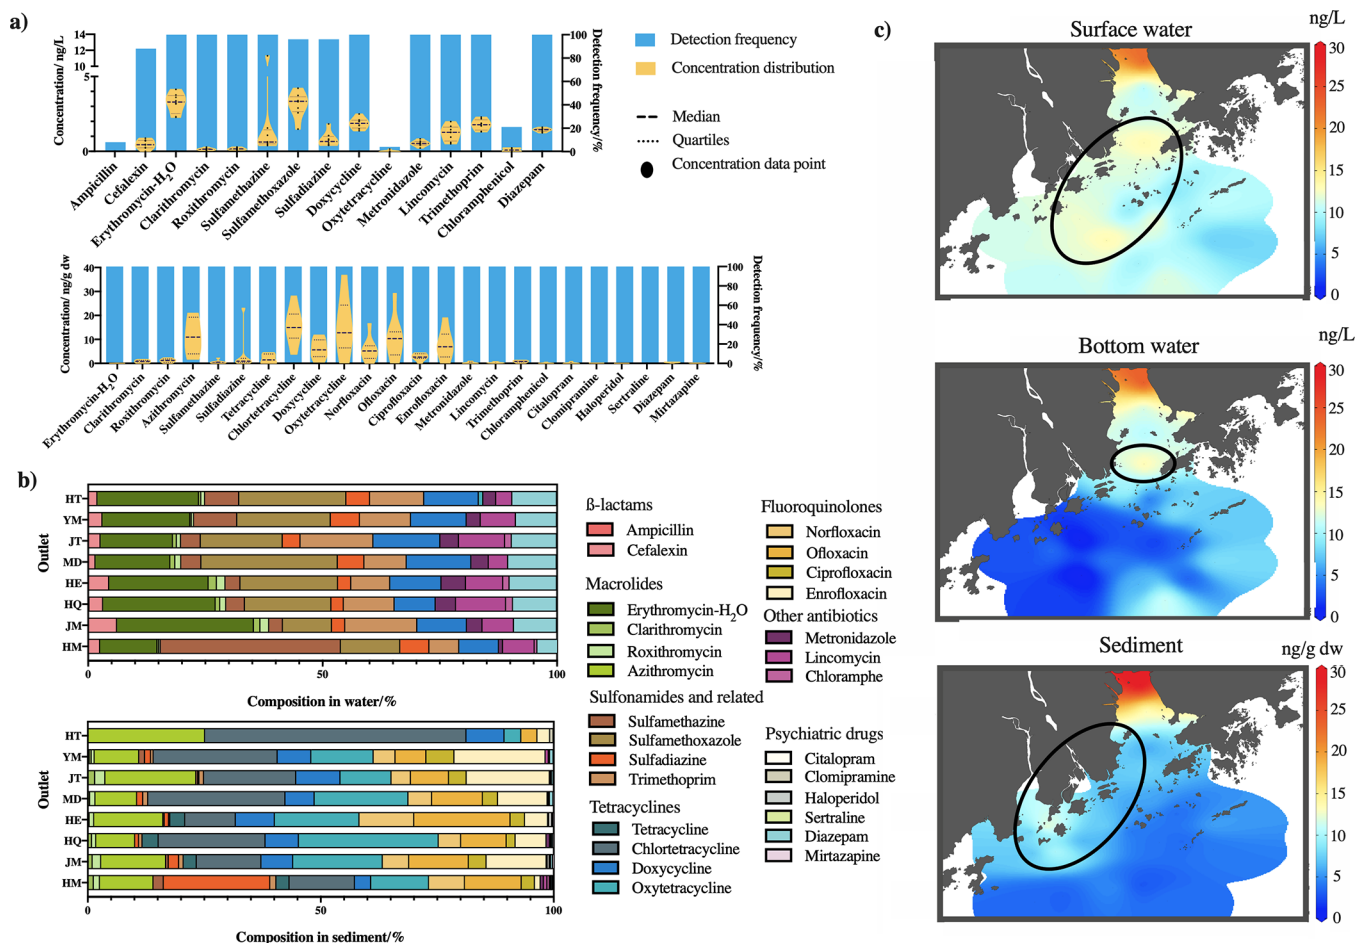 a)
Concentration/ ng/L
14
12
10
5
0
100
80
60
40
20
0
Detection frequency/%
Ampicillin
Cefalexin
Erythromycin-H2O
Clarithromycin
Roxithromycin
Sulfamethazine
Sulfamethoxazole
Sulfadiazine
Doxycycline
Oxytetracycline
Metronidazole
Lincomycin
Trimethoprim
Chloramphenicol
Diazepam
Detection frequency
Concentration distribution
Median
Quartiles
Concentration data point
Concentration/ ng/g dw
40
30
20
10
0
100
80
60
40
20
0
Detection frequency/%
Erythromycin-H2O
Clarithromycin
Roxithromycin
Azithromycin
Sulfamethazine
Sulfadiazine
Tetracycline
Chlortetracycline
Doxycycline
Oxytetracycline
Norfloxacin
Ofloxacin
Ciprofloxacin
Enrofloxacin
Metronidazole
Lincomycin
Trimethoprim
Chloramphenicol
Citalopram
Clomipramine
Haloperidol
Sertraline
Diazepam
Mirtazapine
b)
Outlet
HT
YM
JT
MD
HE
HQ
JM
HM
0
50
100
Composition in water/%
Outlet
HT
YM
JT
MD
HE
HQ
JM
HM
0
50
100
Composition in sediment/%
ß-lactams
Ampicillin
Cefalexin
Macrolides
Erythromycin-H2O
Clarithromycin
Roxithromycin
Azithromycin
Sulfonamides and related
Sulfamethazine
Sulfamethoxazole
Sulfadiazine
Trimethoprim
Tetracyclines
Tetracycline
Chlortetracycline
Doxycycline
Oxytetracycline
Fluoroquinolones
Norfloxacin
Ofloxacin
Ciprofloxacin
Enrofloxacin
Other antibiotics
Metronidazole
Lincomycin
Chloramphe
Psychiatric drugs
Citalopram
Clomipramine
Haloperidol
Sertraline
Diazepam
Mirtazapine
c)
Surface water
ng/L
30
25
20
15
10
5
0
Bottom water
ng/L
30
25
20
15
10
5
0
Sediment
ng/g dw
30
25
20
15
10
5
0